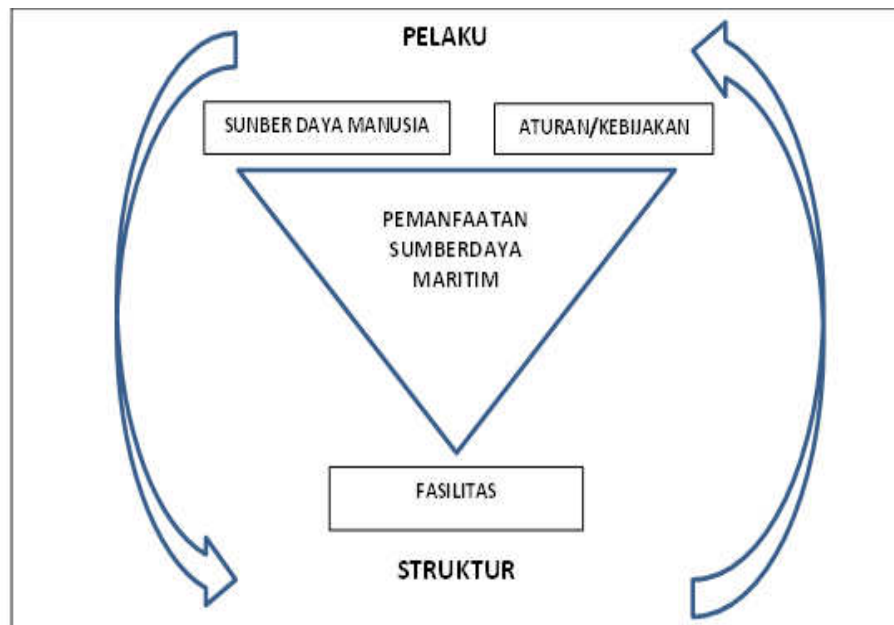 PELAKU
SUNBER DAYA MANUSIA
ATURAN/KEBIJAKAN
PEMANFAATAN
SUMBERDAYA
MARITIM
FASILITAS
STRUKTUR